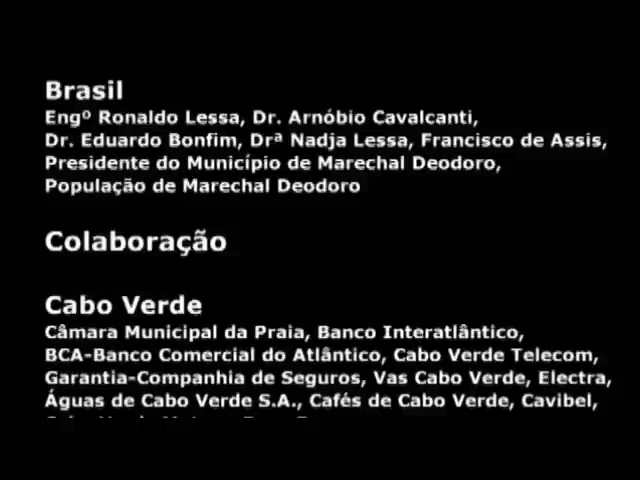 Brasil
Engº Ronaldo Lessa, Dr. Arnóbio Cavalcanti,
Dr. Eduardo Bonfim, Drª Nadja Lessa, Francisco de Assis,
Presidente do Município de Marechal Deodoro,
População de Marechal Deodoro
Colaboração
Cabo Verde
Câmara Municipal da Praia, Banco Interatlântico,
BCA-Banco Comercial do Atlântico, Cabo Verde Telecom,
Garantia-Companhia de Seguros, Vas Cabo Verde, Electra,
Águas de Cabo Verde S.A., Cafés de Cabo Verde, Cavibel,